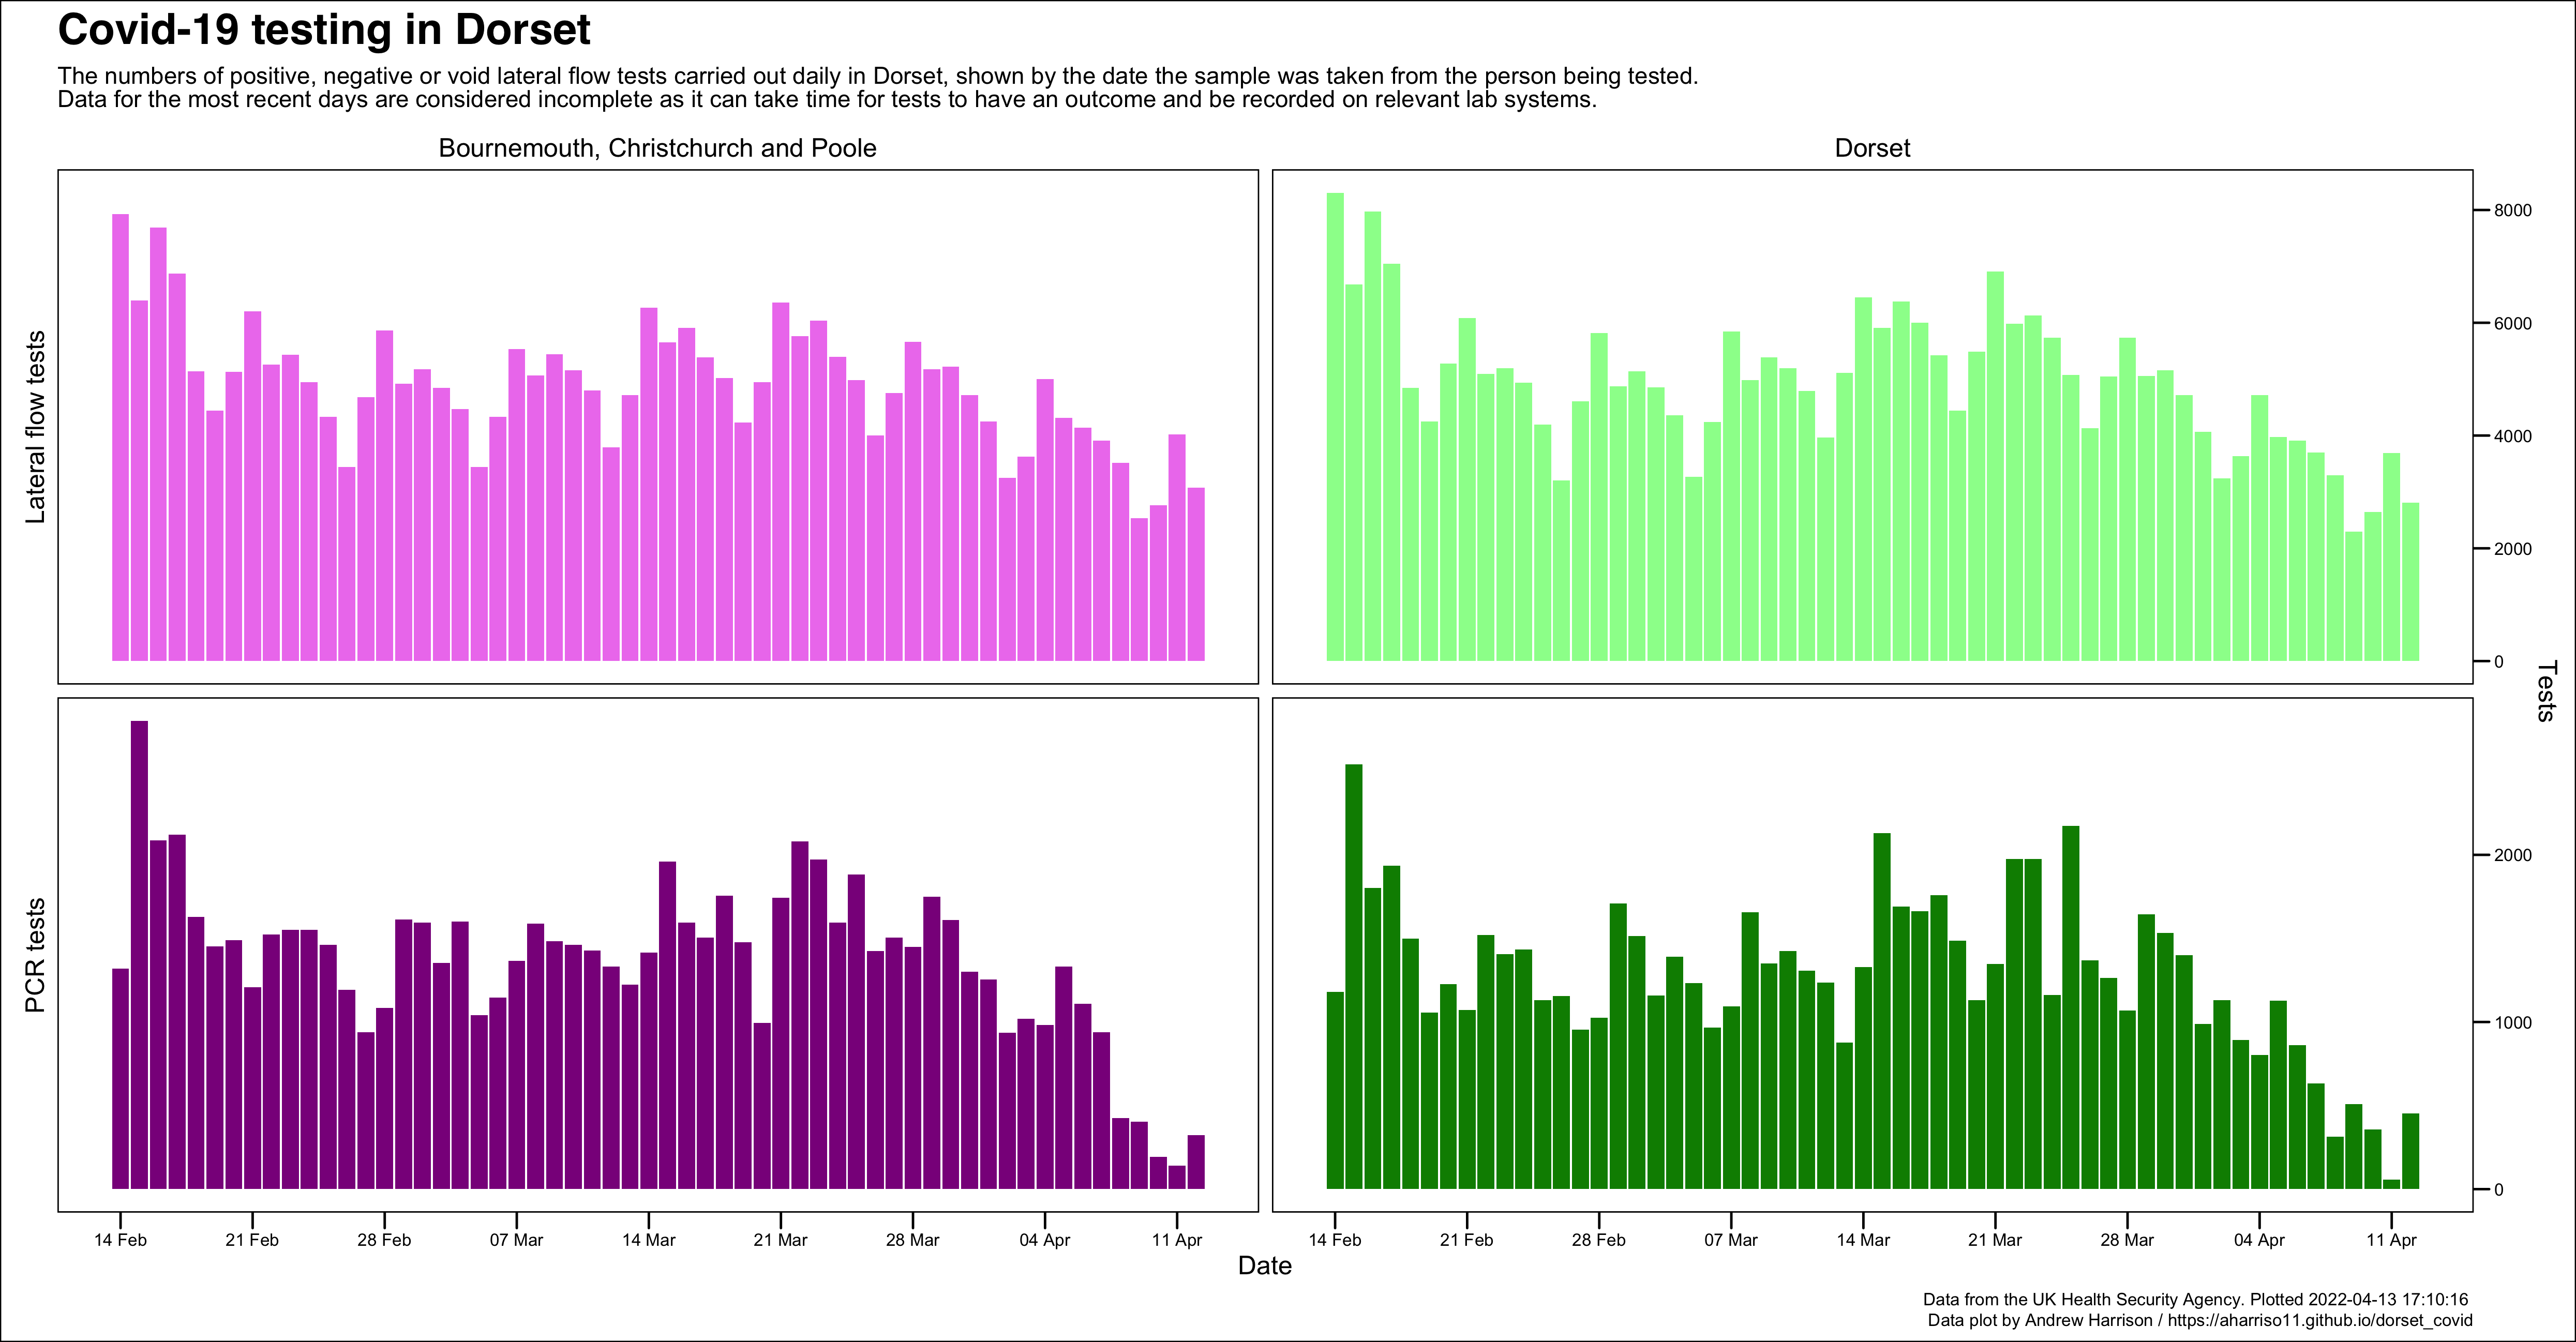 Covid-19 testing in Dorset
The numbers of positive, negative or void lateral flow tests carried out daily in Dorset, shown by the date the sample was taken from the person being tested.
Data for the most recent days are considered incomplete as it can take time for tests to have an outcome and be recorded on relevant lab systems.
Bournemouth, Christchurch and Poole
Dorset
Lateral flow tests
8000
6000
4000
2000
0
Tests
PCR tests
2000
1000
0
14 Feb 21 Feb 28 Feb 07 Mar 14 Mar 21 Mar 28 Mar 04 Apr 11 Apr
14 Feb 21 Feb 28 Feb 07 Mar 14 Mar 21 Mar 28 Mar 04 Apr 11 Apr
Date
Data from the UK Health Security Agency. Plotted 2022-04-13 17:10:16
Data plot by Andrew Harrison / https://aharriso11.github.io/dorset_covid